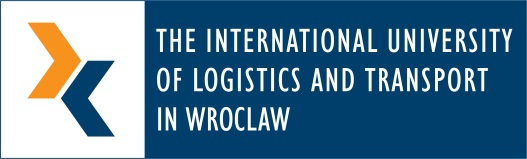 THE INTERNATIONAL UNIVERSITY
OF LOGISTICS AND TRANSPORT
IN WROCLAW